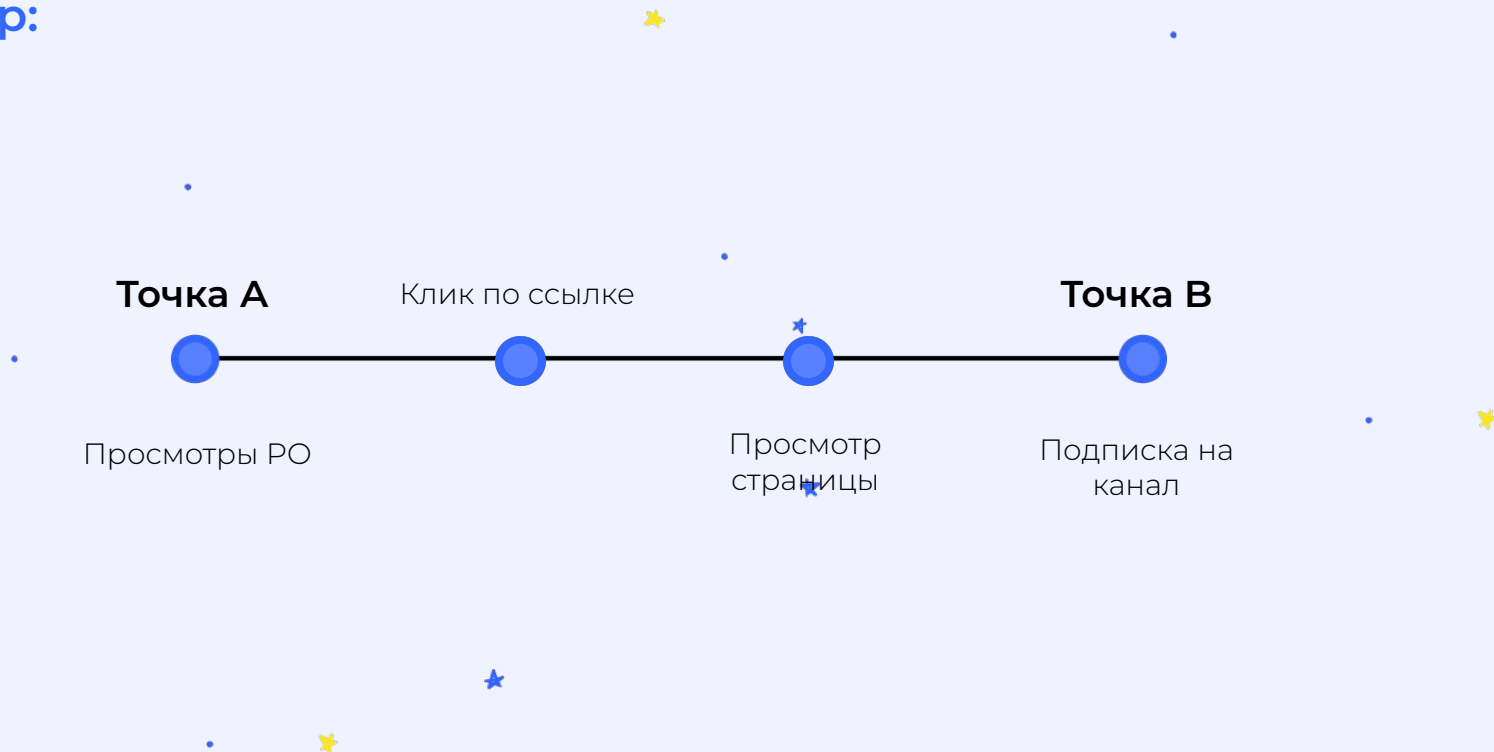 р:
Точка А
Клик по ссылке
Точка В
Просмотры РО
Просмотр
страницы
Подписка на
канал